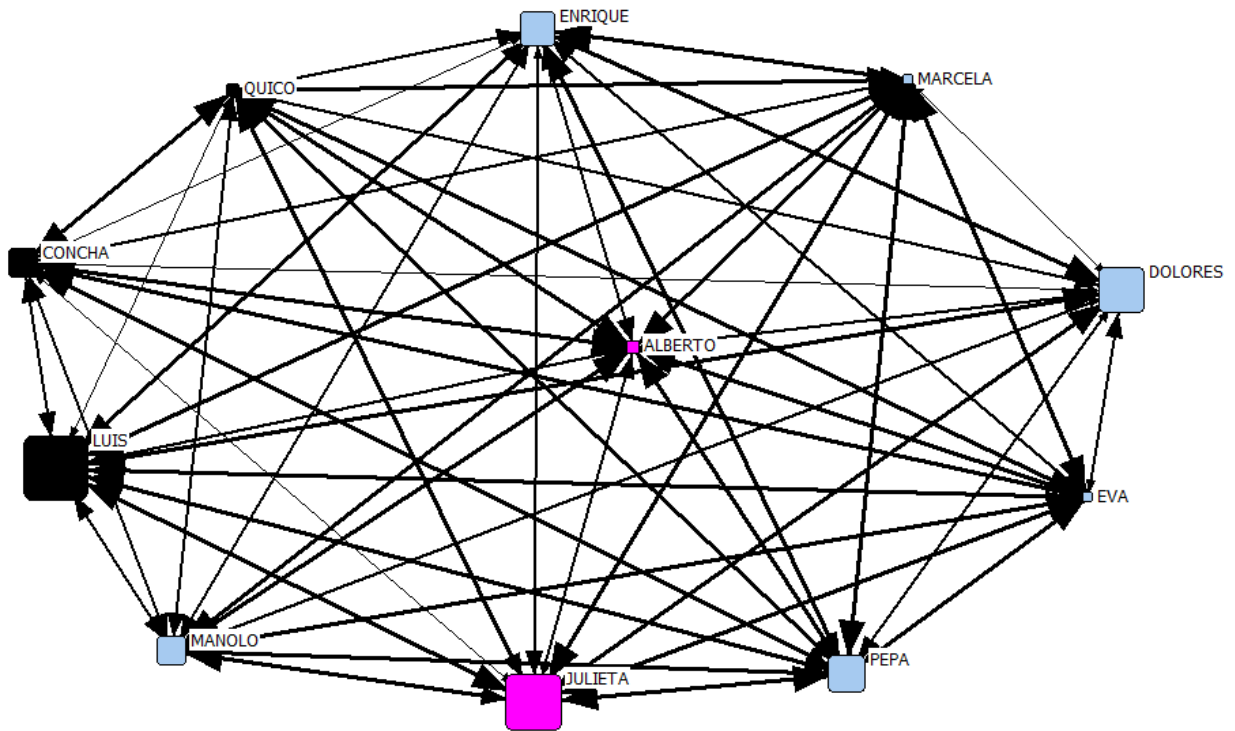 ENRIQUE
MARCELA
QUICO
CONCHA
DOLORES
ALBERTO
LUIS
EVA
MANOLO
PEPA
JULIETA